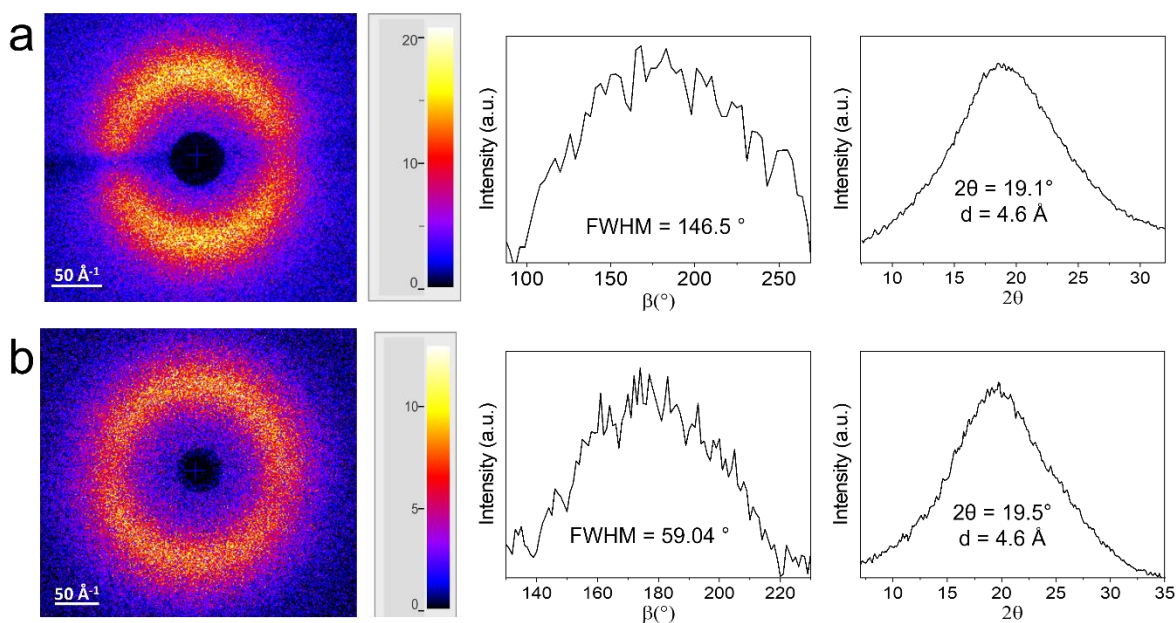 a
20
10
0
50 Å⁻¹
Intensity (a.u.)
FWHM = 146.5 °
100 150 200 250
β(°)
Intensity (a.u.)
2θ = 19.1°
d = 4.6 Å
10 15 20 25 30
2θ
b
10
5
0
50 Å⁻¹
Intensity (a.u.)
FWHM = 59.04 °
140 160 180 200 220
β(°)
Intensity (a.u.)
2θ = 19.5°
d = 4.6 Å
10 15 20 25 30 35
2θ